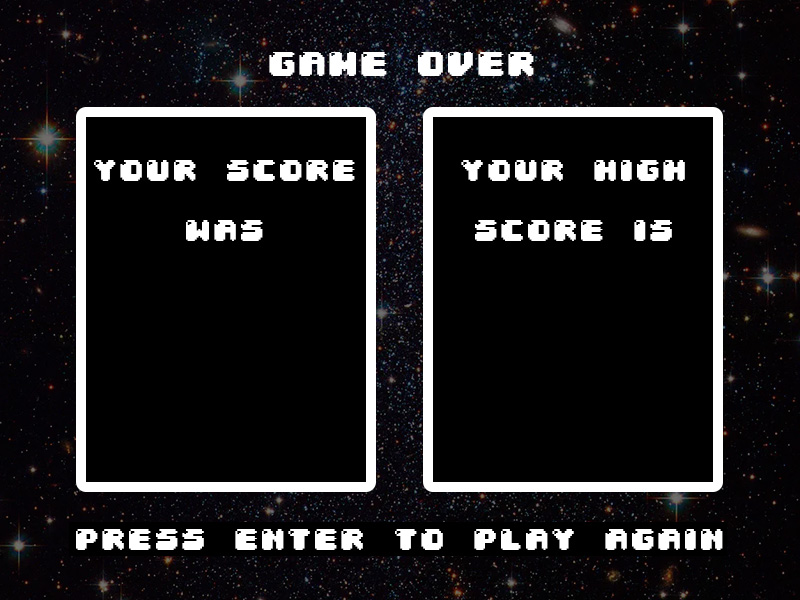 GAME OVER
YOUR SCORE
WAS
YOUR HIGH
SCORE IS
PRESS ENTER TO PLAY AGAIN